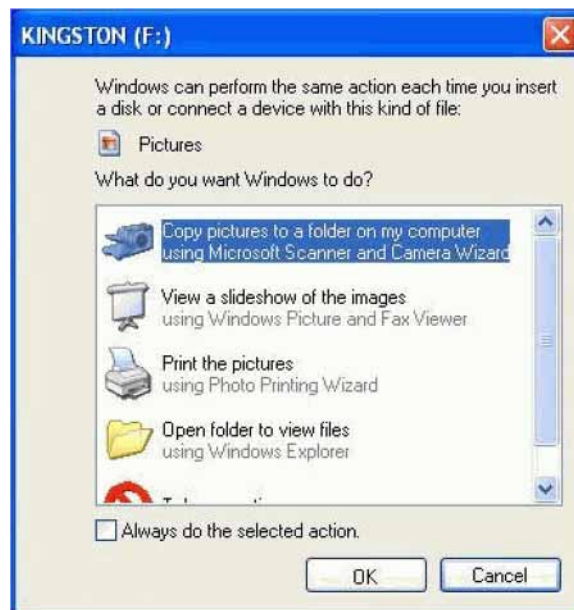 KINGSTON (F:)
Windows can perform the same action each time you insert
a disk or connect a device with this kind of file:
Pictures
What do you want Windows to do?
Copy pictures to a folder on my computer
using Microsoft Scanner and Camera Wizard
View a slideshow of the images
using Windows Picture and Fax Viewer
Print the pictures
using Photo Printing Wizard
Open folder to view files
using Windows Explorer
Always do the selected action.
OK
Cancel